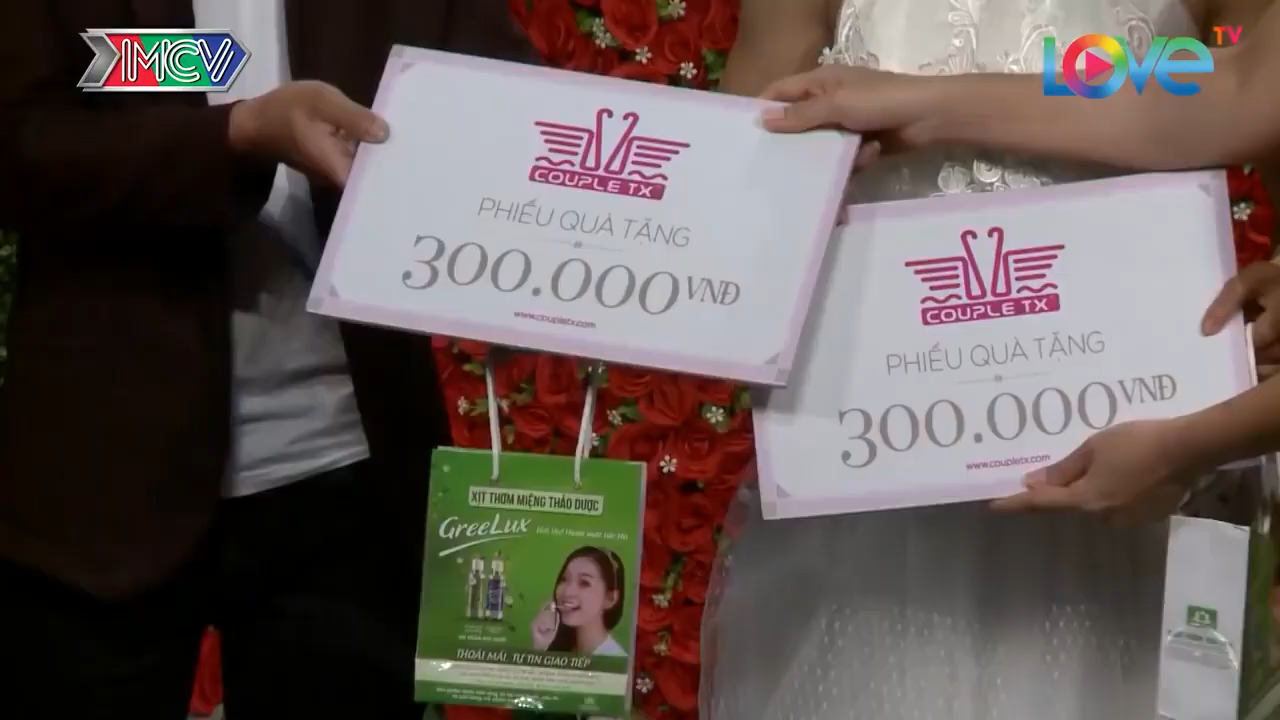 MCV
LOVE TV
COUPLE TX
PHIẾU QUÀ TẶNG
300.000 VNĐ
www.coupletx.com
COUPLE TX
PHIẾU QUÀ TẶNG
300.000 VNĐ
www.coupletx.com
XỊT THƠM MIỆNG THẢO DƯỢC
GreeLux
THOẢI MÁI, TỰ TIN GIAO TIẾP